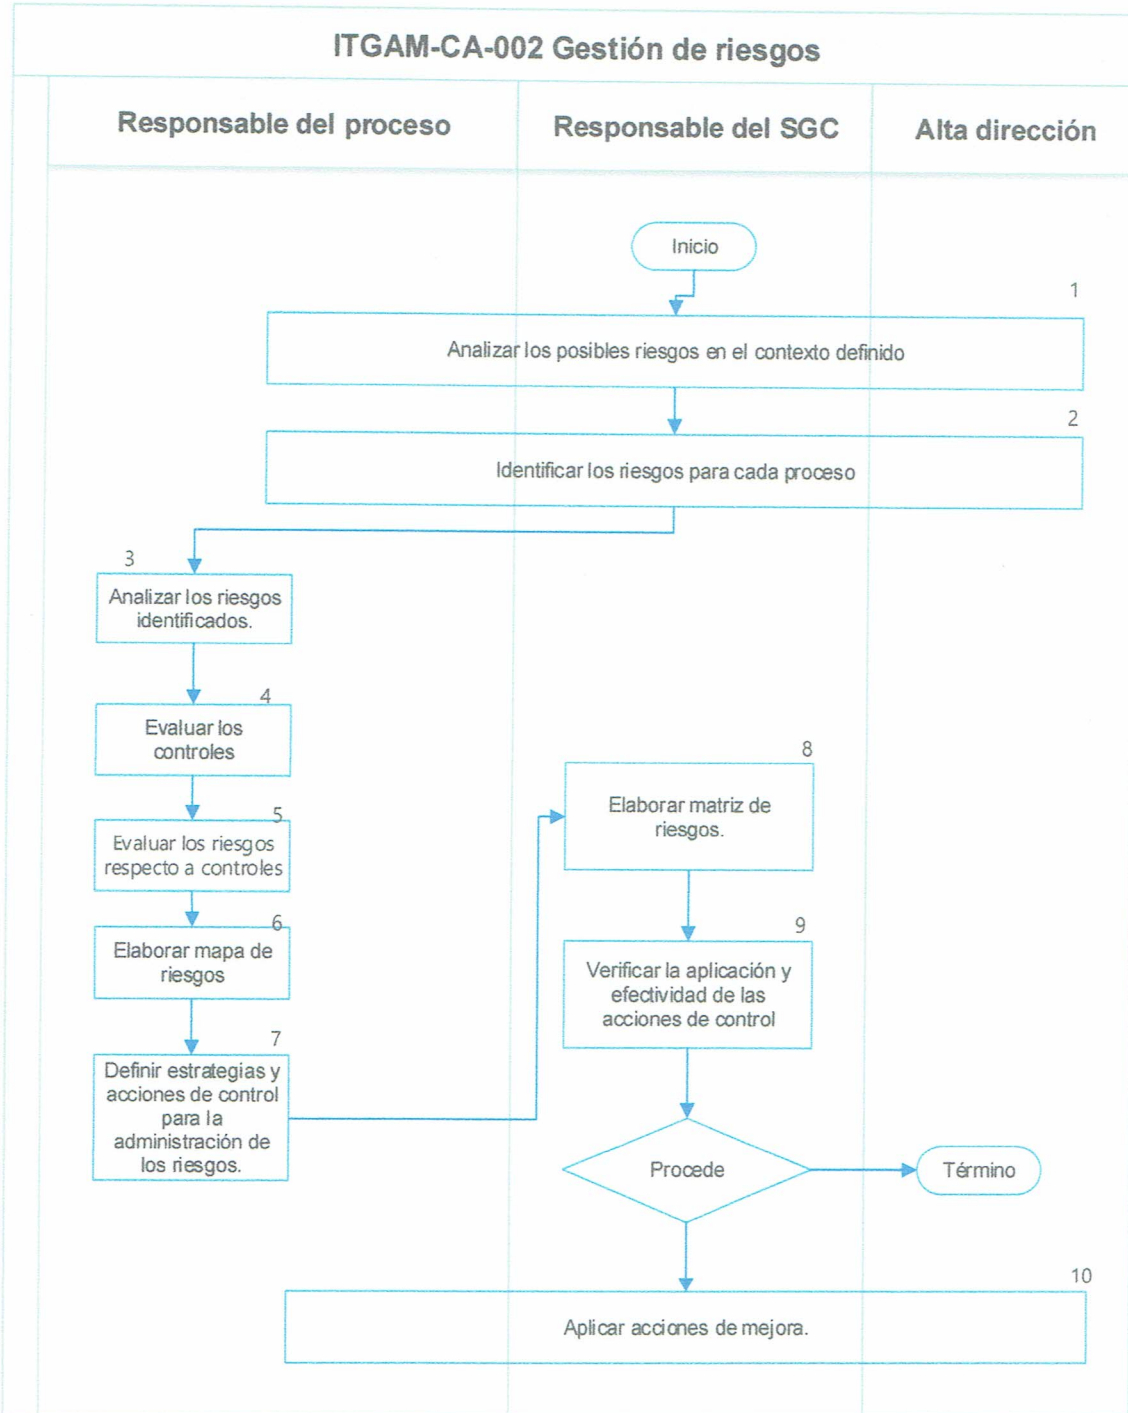 ITGAM-CA-002 Gestión de riesgos
Responsable del proceso
Responsable del SGC
Alta dirección
Inicio
1
Analizar los posibles riesgos en el contexto definido
2
Identificar los riesgos para cada proceso
3
Analizar los riesgos
identificados.
4
Evaluar los
controles
5
Evaluar los riesgos
respecto a controles
6
Elaborar mapa de
riesgos
7
Definir estrategias y
acciones de control
para la
administración de
los riesgos.
8
Elaborar matriz de
riesgos.
9
Verificar la aplicación y
efectividad de las
acciones de control
Procede
Término
10
Aplicar acciones de mejora.